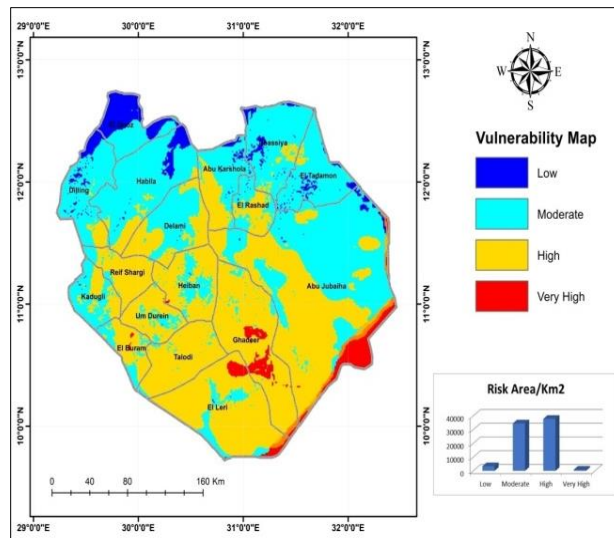 29°0'0"E 30°0'0"E 31°0'0"E 32°0'0"E
13°0'0"N
12°0'0"N
11°0'0"N
10°0'0"N
13°0'0"N
12°0'0"N
11°0'0"N
10°0'0"N
N
W E
S
Abassiya
Abu Karshola
El Tadamon
Dilling
Habila
El Rashad
Delami
Reif Shargi
Heiban
Abu Jubaiha
Kadugli
Um Durein
Ghadeer
El Buram
Talodi
El Leri
0 40 80 160 Km
29°0'0"E 30°0'0"E 31°0'0"E 32°0'0"E
Vulnerability Map
Low
Moderate
High
Very High
Risk Area/Km2
40000
30000
20000
10000
0
Low Moderate High Very High